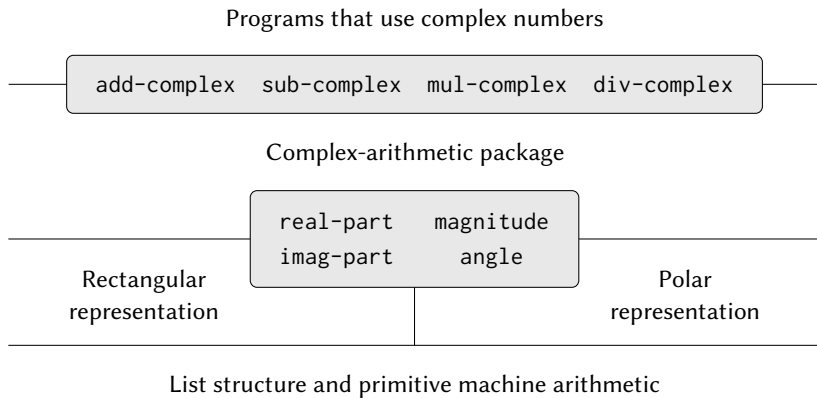 Programs that use complex numbers
add-complex sub-complex mul-complex div-complex
Complex-arithmetic package
real-part magnitude
imag-part angle
Rectangular
representation
Polar
representation
List structure and primitive machine arithmetic